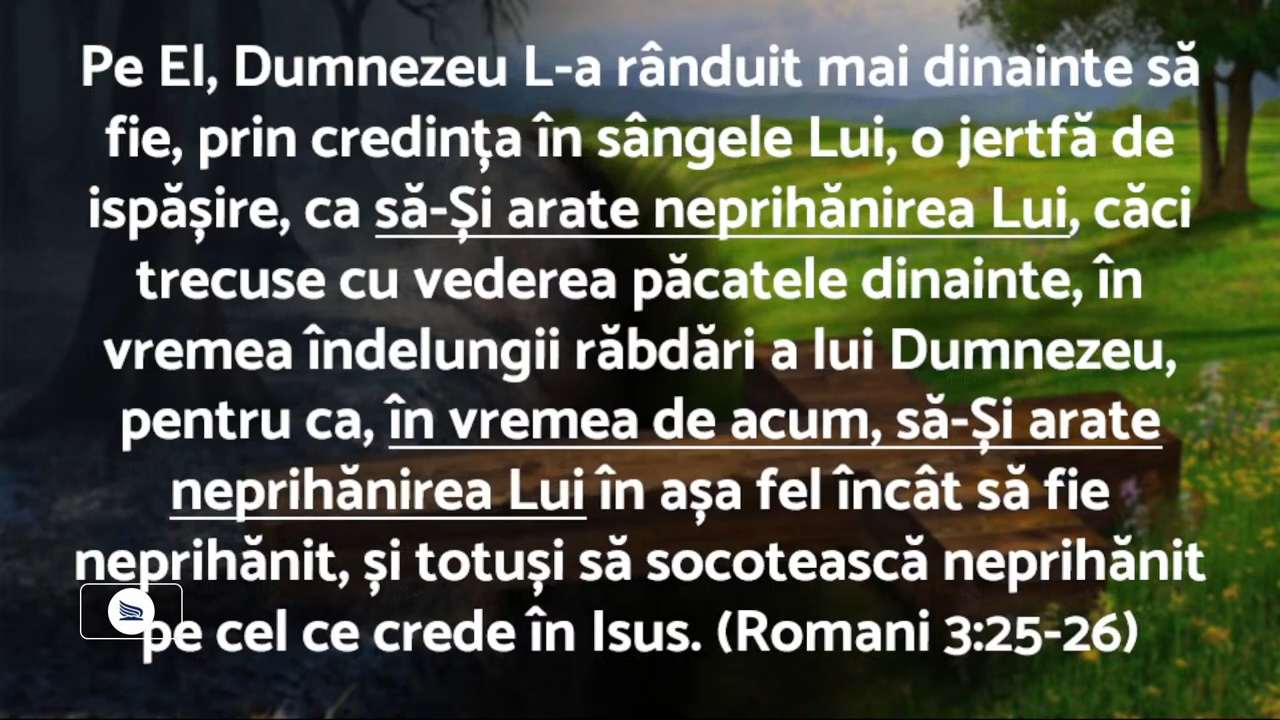 Pe El, Dumnezeu L-a rânduit mai dinainte să
fie, prin credința în sângele Lui, o jertfă de
ispășire, ca să-Și arate neprihănirea Lui, căci
trecuse cu vederea păcatele dinainte, în
vremea îndelungii răbdări a lui Dumnezeu,
pentru ca, în vremea de acum, să-Și arate
neprihănirea Lui în așa fel încât să fie
neprihănit, și totuși să socotească neprihănit
pe cel ce crede în Isus. (Romani 3:25-26)